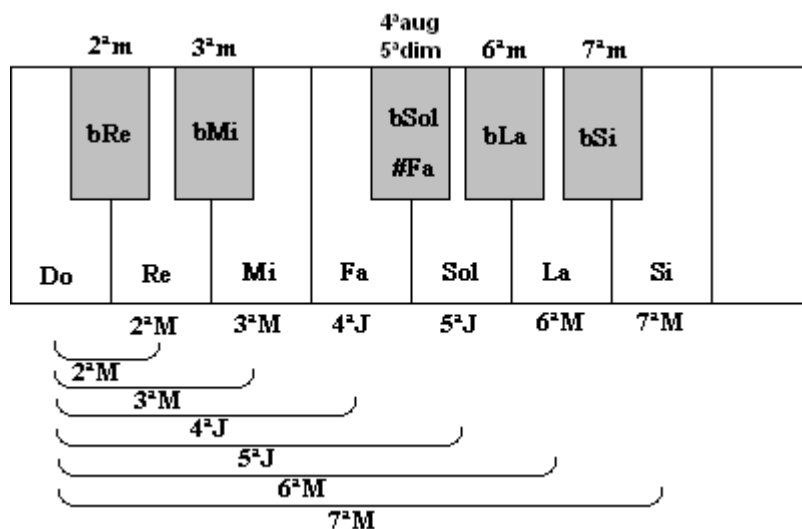 4ªaug
2ªm 3ªm 5ªdim 6ªm 7ªm
bRe bMi bSol bLa bSi
#Fa
Do Re Mi Fa Sol La Si
2ªM 3ªM 4ªJ 5ªJ 6ªM 7ªM
2ªM
3ªM
4ªJ
5ªJ
6ªM
7ªM